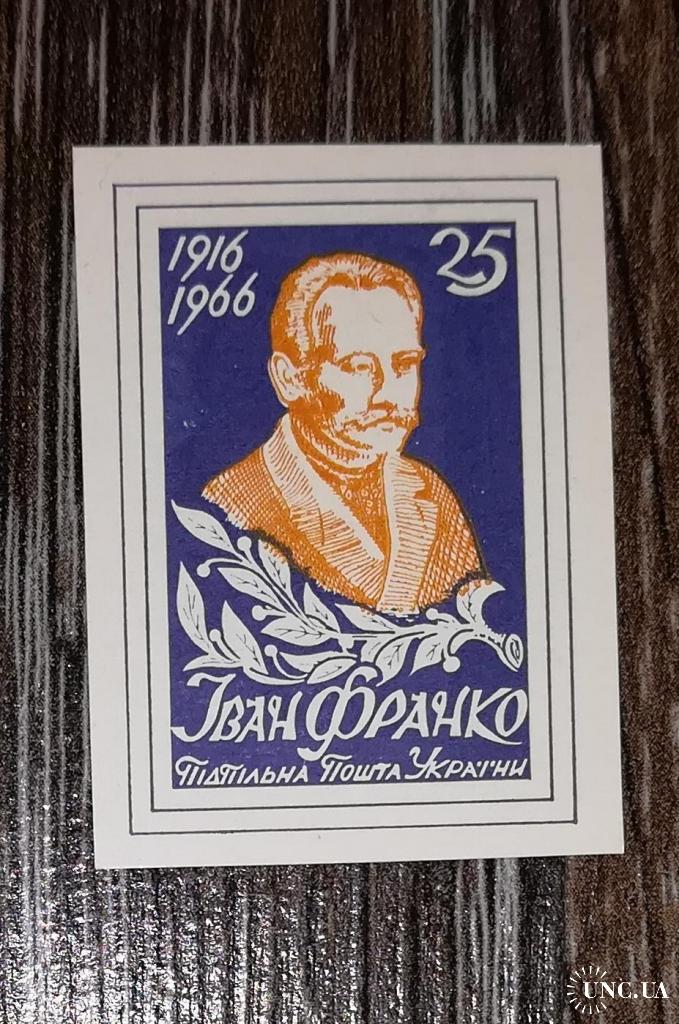 1916
1966
25
Іван Франко
Підпільна Пошта України
UNC.UA